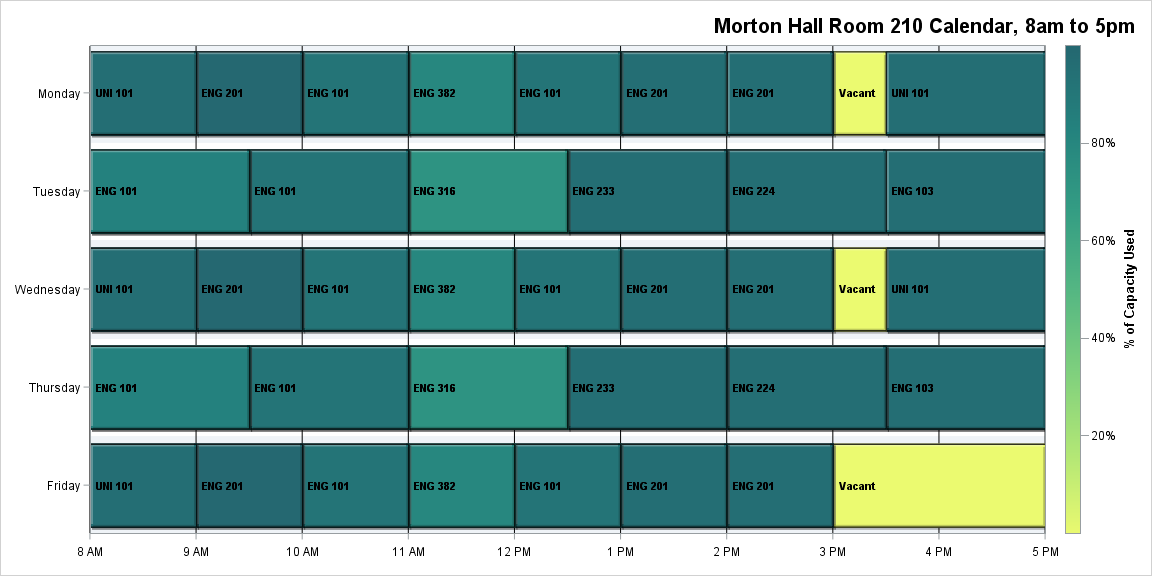 Morton Hall Room 210 Calendar, 8am to 5pm
Monday UNI 101 ENG 201 ENG 101 ENG 382 ENG 101 ENG 201 ENG 201 Vacant UNI 101
80%
Tuesday ENG 101 ENG 101 ENG 316 ENG 233 ENG 224 ENG 103
60%
% of Capacity Used
Wednesday UNI 101 ENG 201 ENG 101 ENG 382 ENG 101 ENG 201 ENG 201 Vacant UNI 101
40%
Thursday ENG 101 ENG 101 ENG 316 ENG 233 ENG 224 ENG 103
20%
Friday UNI 101 ENG 201 ENG 101 ENG 382 ENG 101 ENG 201 ENG 201 Vacant
8 AM 9 AM 10 AM 11 AM 12 PM 1 PM 2 PM 3 PM 4 PM 5 PM